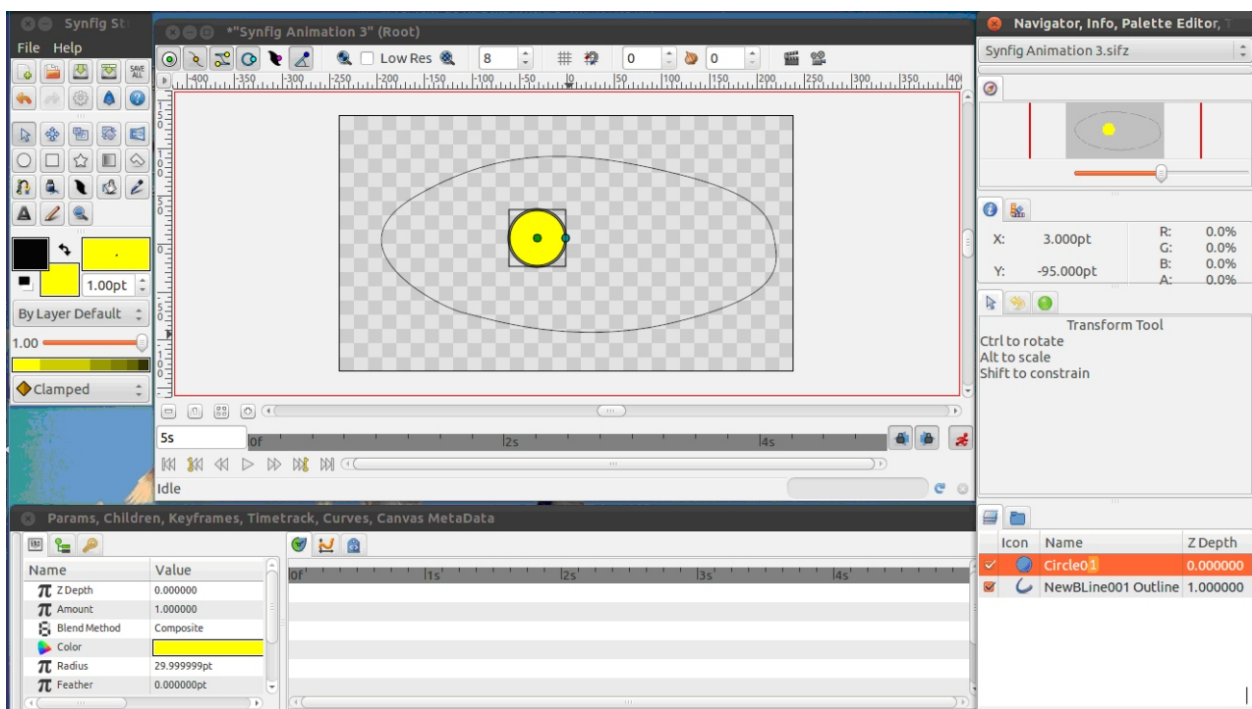 Synfig St
File Help
SAVE ALL
1.00pt
By Layer Default
1.00
Clamped
*"Synfig Animation 3" (Root)
Low Res 8 0 0
-400 -350 -300 -250 -200 -150 -100 -50 0 50 100 150 200 250 300 350 40
5s
0f 2s 4s
Idle
Navigator, Info, Palette Editor, T
Synfig Animation 3.sifz
X: 3.000pt R: 0.0%
G: 0.0%
Y: -95.000pt B: 0.0%
A: 0.0%
Transform Tool
Ctrl to rotate
Alt to scale
Shift to constrain
Icon Name Z Depth
Circle01 0.000000
NewBLine001 Outline 1.000000
Params, Children, Keyframes, Timetrack, Curves, Canvas MetaData
Name Value
Z Depth 0.000000
Amount 1.000000
Blend Method Composite
Color
Radius 29.999999pt
Feather 0.000000pt
0f 1s 2s 3s 4s